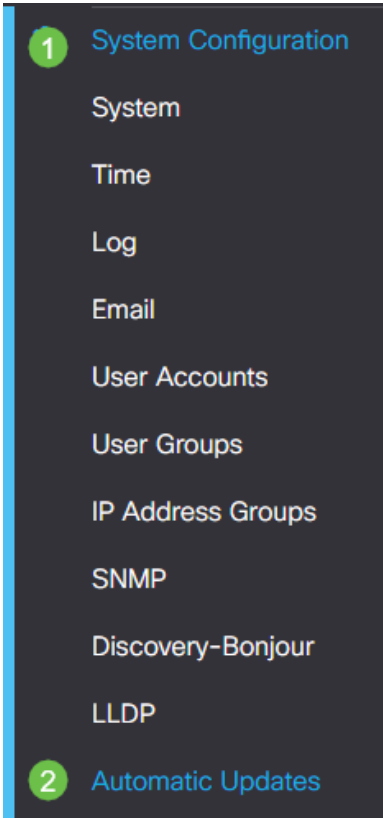 1 System Configuration
System
Time
Log
Email
User Accounts
User Groups
IP Address Groups
SNMP
Discovery-Bonjour
LLDP
2 Automatic Updates